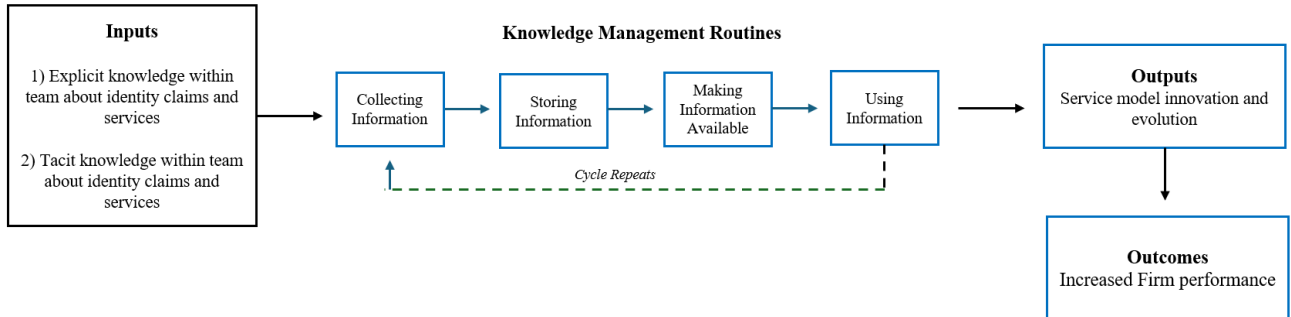 Inputs
1) Explicit knowledge within
team about identity claims and
services
2) Tacit knowledge within team
about identity claims and
services
Knowledge Management Routines
Collecting
Information
Storing
Information
Making
Information
Available
Using
Information
Cycle Repeats
Outputs
Service model innovation and
evolution
Outcomes
Increased Firm performance